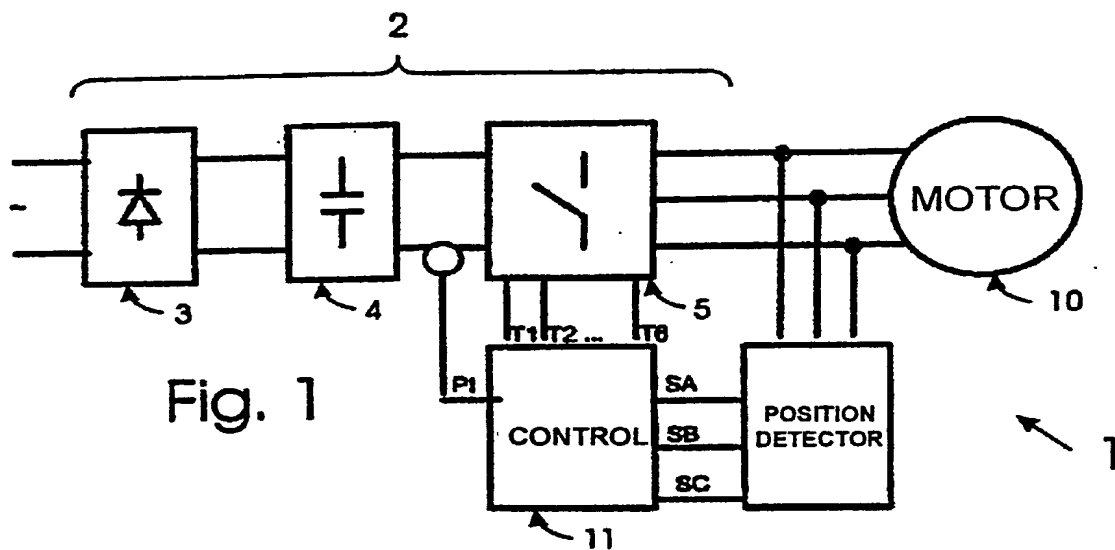 2
~
MOTOR
3
4
5
10
T1 T2 ... T6
PI
SA
Fig. 1
CONTROL
SB
POSITION
DETECTOR
1
SC
11